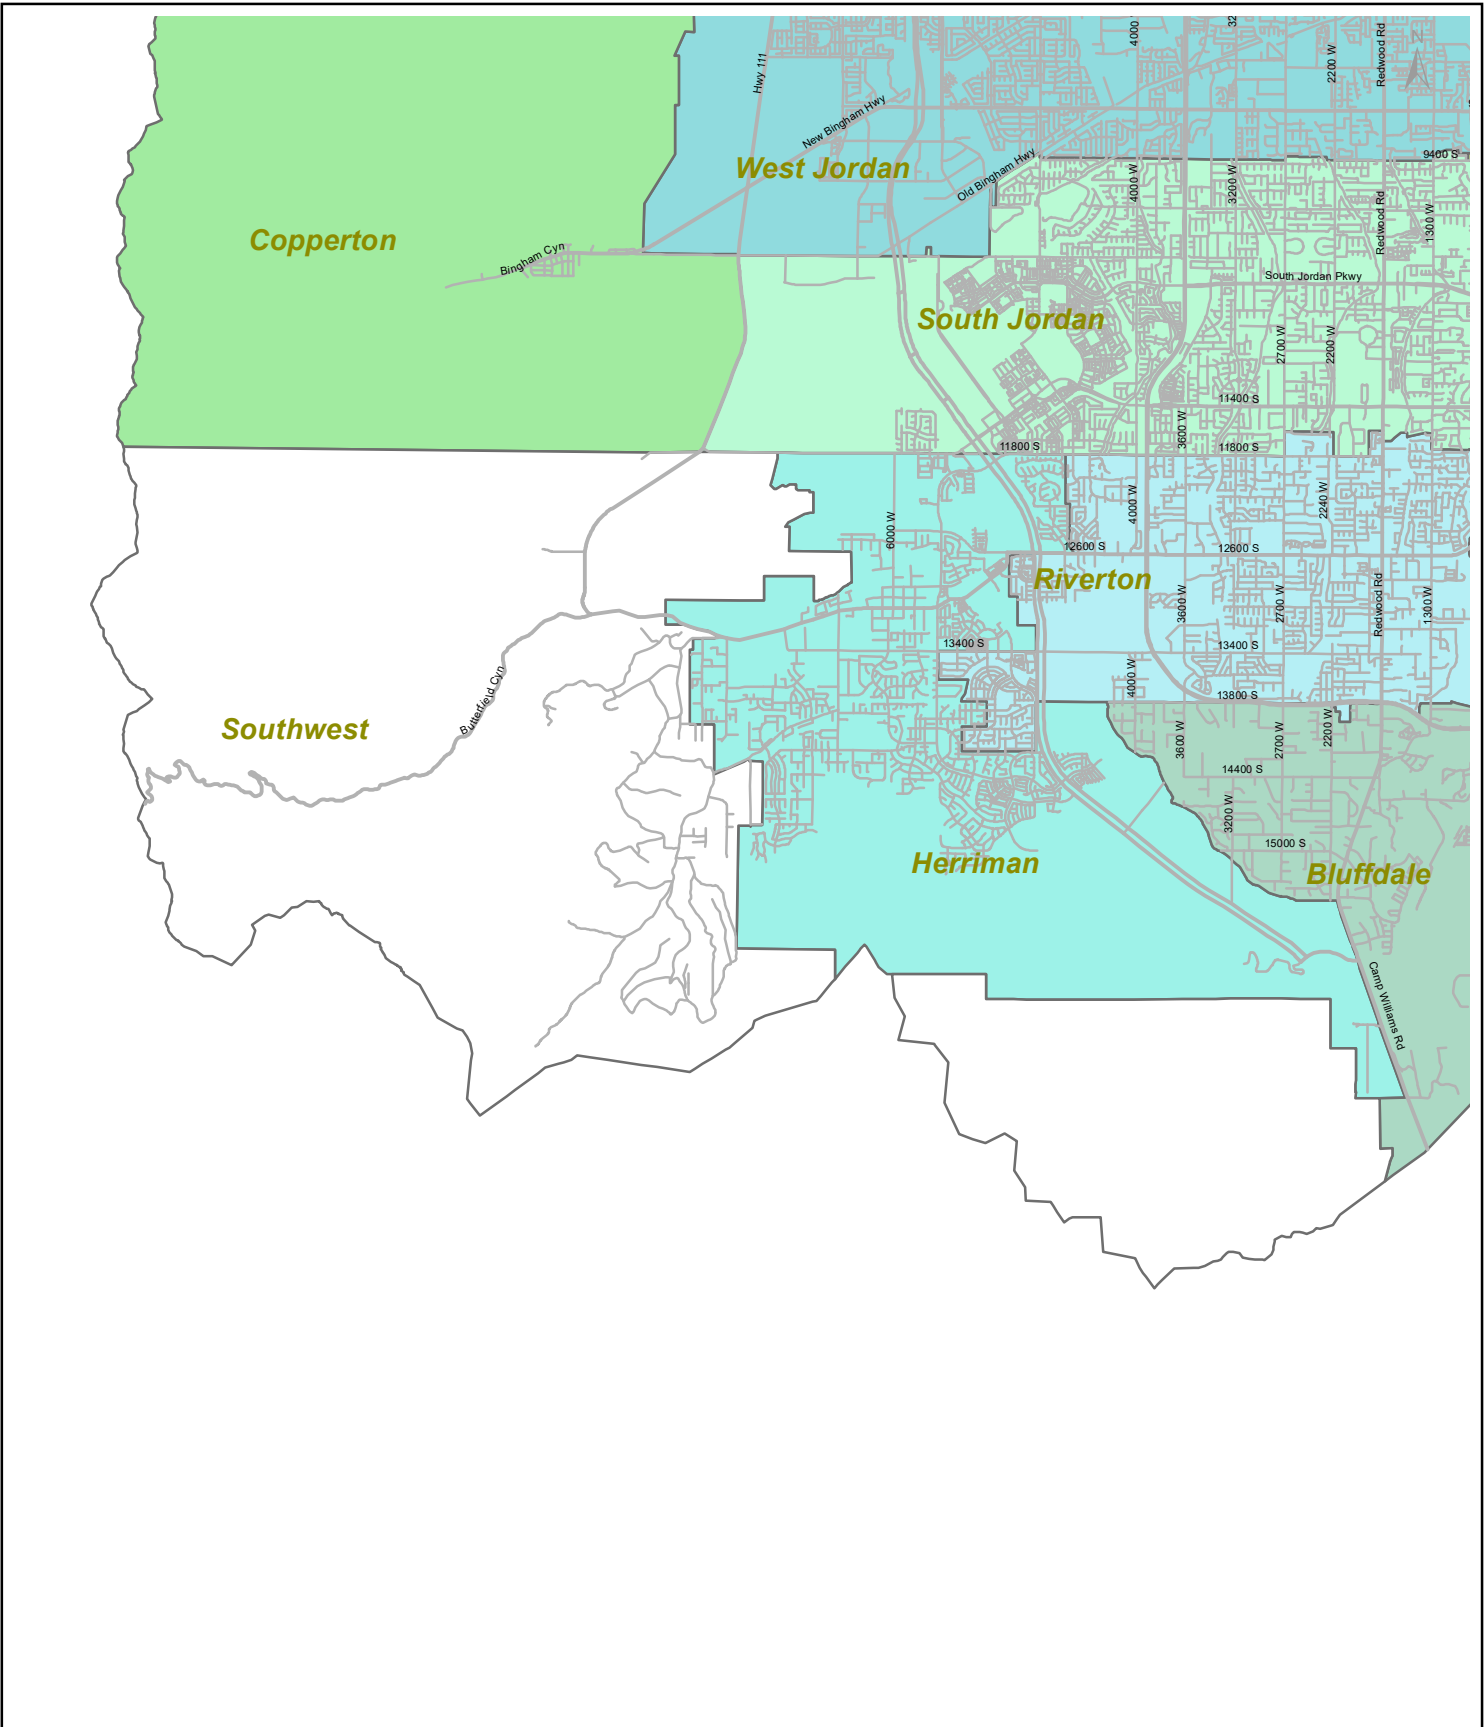 4000
32
2200 W
Redwood Rd
N
Hwy 111
New Bingham Hwy
9400 S
West Jordan
Old Bingham Hwy
4000 W
3200 W
Redwood Rd
1300 W
Copperton
Bingham Cyn
South Jordan Pkwy
South Jordan
2700 W
2200 W
11400 S
3600 W
11800 S
11800 S
4000 W
2240 W
6000 W
12600 S
12600 S
Riverton
3600 W
2700 W
Redwood Rd
1300 W
13400 S
13400 S
4000 W
13800 S
Butterfield Cyn
Southwest
3600 W
2700 W
2200 W
14400 S
3200 W
15000 S
Herriman
Bluffdale
Camp Williams Rd